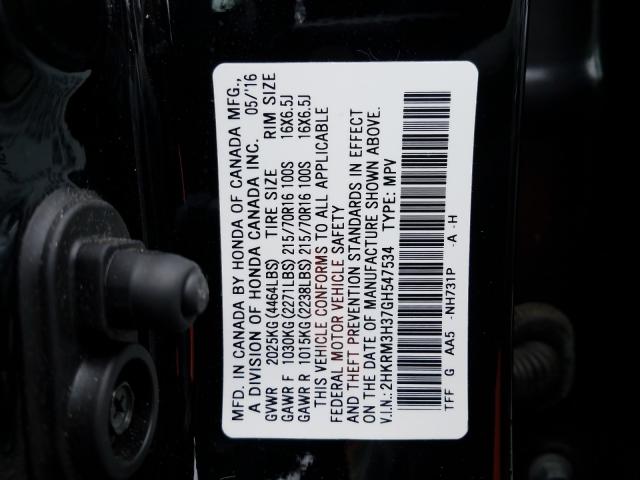 MFD. IN CANADA BY HONDA OF CANADA MFG.,
A DIVISION OF HONDA CANADA INC. 05/'16
GVWR 2025KG(4464LBS) TIRE SIZE RIM SIZE
GAWR F 1030KG(2271LBS) 215/70R16 100S 16X6.5J
GAWR R 1015KG(2238LBS) 215/70R16 100S 16X6.5J
THIS VEHICLE CONFORMS TO ALL APPLICABLE
FEDERAL MOTOR VEHICLE SAFETY
AND THEFT PREVENTION STANDARDS IN EFFECT
ON THE DATE OF MANUFACTURE SHOWN ABOVE.
V.I.N.: 2HKRM3H37GH547534 TYPE: MPV
TFF G AA5 -NH731P -A -H